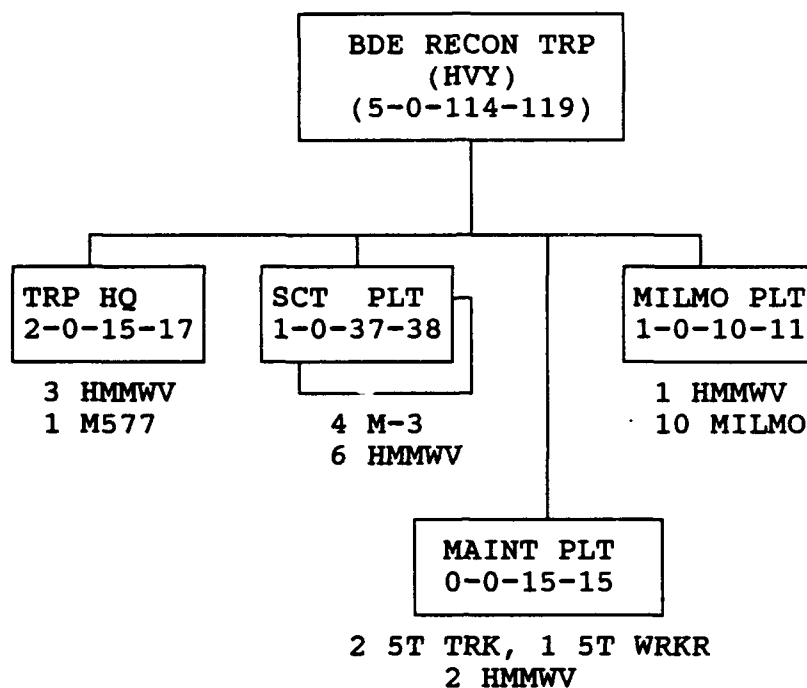 BDE RECON TRP
(HVY)
(5-0-114-119)
TRP HQ
2-0-15-17
3 HMMWV
1 M577
SCT PLT
1-0-37-38
4 M-3
6 HMMWV
MILMO PLT
1-0-10-11
1 HMMWV
10 MILMO
MAINT PLT
0-0-15-15
2 5T TRK, 1 5T WRKR
2 HMMWV